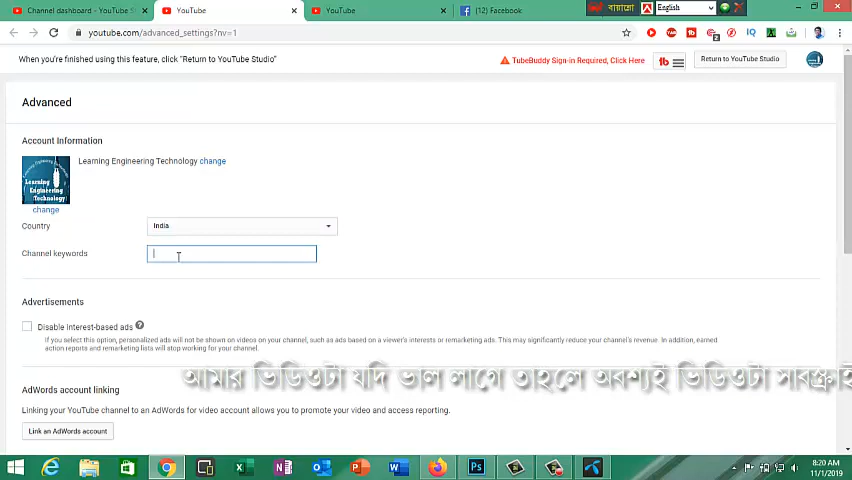 Channel dashboard - YouTube
YouTube
YouTube
(12) Facebook
বায়ান্নো
English
youtube.com/advanced_settings?nv=1
When you're finished using this feature, click "Return to YouTube Studio"
TubeBuddy Sign-in Required, Click Here
Return to YouTube Studio
Advanced
Account Information
Learning Engineering Technology change
Learning
Engineering
Technology
change
Country
India
Channel keywords
Advertisements
Disable interest-based ads
If you select this option, personalized ads will not be shown on videos on your channel, such as ads based on a viewer's interests or remarketing ads. This may significantly reduce your channel's revenue. In addition, earned
action reports and remarketing lists will stop working for your channel.
আমার ভিডিওটা যদি ভাল লাগে তাহলে অবশ্যই ভিডিওটা সাবস্ক্রাই
AdWords account linking
Linking your YouTube channel to an AdWords for video account allows you to promote your video and access reporting.
Link an AdWords account
8:20 AM
11/1/2019